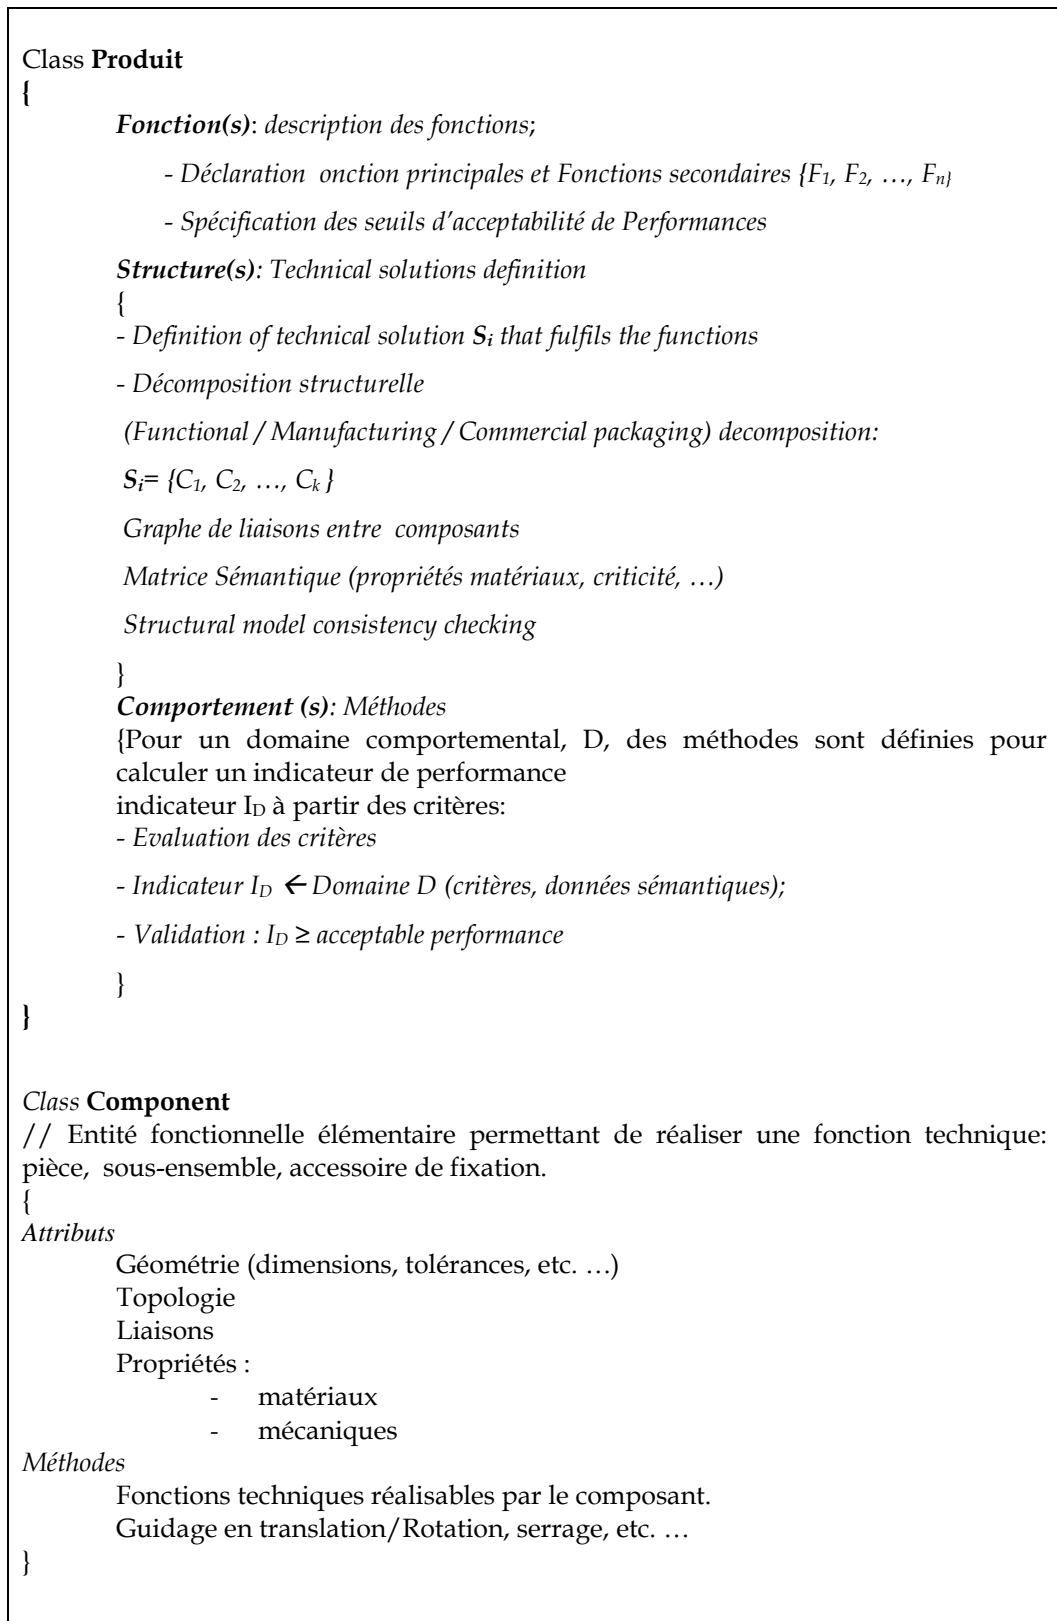 Class Produit
{
Fonction(s): description des fonctions;
- Déclaration onction principales et Fonctions secondaires {F1, F2, …, Fn}
- Spécification des seuils d’acceptabilité de Performances
Structure(s): Technical solutions definition
{
- Definition of technical solution Si that fulfils the functions
- Décomposition structurelle
(Functional / Manufacturing / Commercial packaging) decomposition:
Si= {C1, C2, …, Ck }
Graphe de liaisons entre composants
Matrice Sémantique (propriétés matériaux, criticité, …)
Structural model consistency checking
}
Comportement (s): Méthodes
{Pour un domaine comportemental, D, des méthodes sont définies pour
calculer un indicateur de performance
indicateur ID à partir des critères:
- Evaluation des critères
- Indicateur ID ← Domaine D (critères, données sémantiques);
- Validation : ID ≥ acceptable performance
}
}
Class Component
// Entité fonctionnelle élémentaire permettant de réaliser une fonction technique:
pièce, sous-ensemble, accessoire de fixation.
{
Attributs
Géométrie (dimensions, tolérances, etc. …)
Topologie
Liaisons
Propriétés :
- matériaux
- mécaniques
Méthodes
Fonctions techniques réalisables par le composant.
Guidage en translation/Rotation, serrage, etc. …
}